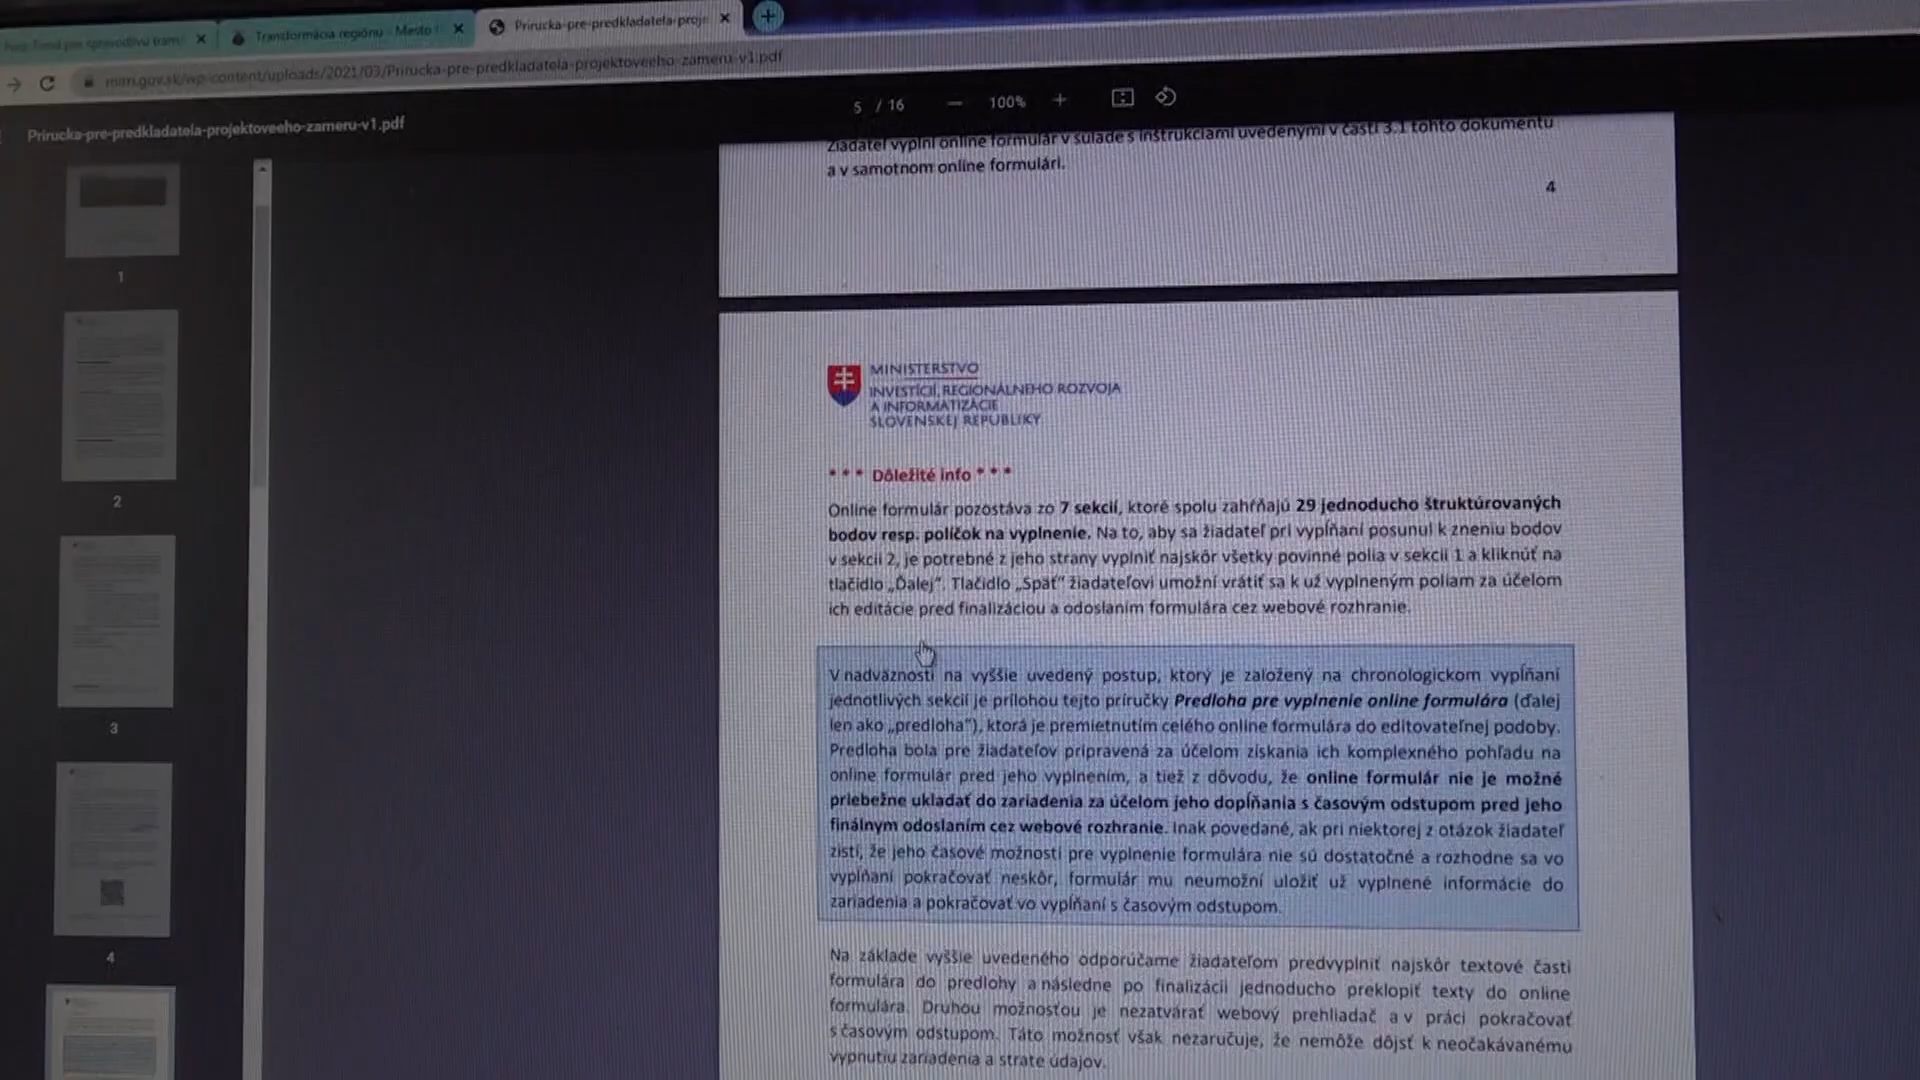 Transformácia regiónu - Mesto
Prirucka-pre-predkladatela-proje
mirri.gov.sk/wp-content/uploads/2021/03/Prirucka-pre-predkladatela-projektoveeho-zameru-v1.pdf
Prirucka-pre-predkladatela-projektoveeho-zameru-v1.pdf
5 / 16 — 100% +
1
2
3
4
Žiadateľ vyplní online formulár v súlade s inštrukciami uvedenými v časti 3.1 tohto dokumentu
a v samotnom online formulári.
4
MINISTERSTVO
INVESTÍCIÍ, REGIONÁLNEHO ROZVOJA
A INFORMATIZÁCIE
SLOVENSKEJ REPUBLIKY
* * * Dôležité info * * *
Online formulár pozostáva zo 7 sekcií, ktoré spolu zahŕňajú 29 jednoducho štruktúrovaných
bodov resp. políčok na vyplnenie. Na to, aby sa žiadateľ pri vypĺňaní posunul k zneniu bodov
v sekcii 2, je potrebné z jeho strany vyplniť najskôr všetky povinné polia v sekcii 1 a kliknúť na
tlačidlo „Ďalej“. Tlačidlo „Späť“ žiadateľovi umožní vrátiť sa k už vyplneným poliam za účelom
ich editácie pred finalizáciou a odoslaním formulára cez webové rozhranie.
V nadväznosti na vyššie uvedený postup, ktorý je založený na chronologickom vypĺňaní
jednotlivých sekcií je prílohou tejto príručky Predloha pre vyplnenie online formulára (ďalej
len ako „predloha“), ktorá je premietnutím celého online formulára do editovateľnej podoby.
Predloha bola pre žiadateľov pripravená za účelom získania ich komplexného pohľadu na
online formulár pred jeho vyplnením, a tiež z dôvodu, že online formulár nie je možné
priebežne ukladať do zariadenia za účelom jeho dopĺňania s časovým odstupom pred jeho
finálnym odoslaním cez webové rozhranie. Inak povedané, ak pri niektorej z otázok žiadateľ
zistí, že jeho časové možnosti pre vyplnenie formulára nie sú dostatočné a rozhodne sa vo
vypĺňaní pokračovať neskôr, formulár mu neumožní uložiť už vyplnené informácie do
zariadenia a pokračovať vo vypĺňaní s časovým odstupom.
Na základe vyššie uvedeného odporúčame žiadateľom predvyplniť najskôr textové časti
formulára do predlohy a následne po finalizácii jednoducho preklopiť texty do online
formulára. Druhou možnosťou je nezatvárať webový prehliadač a v práci pokračovať
s časovým odstupom. Táto možnosť však nezaručuje, že nemôže dôjsť k neočakávanému
vypnutiu zariadenia a strate údajov.